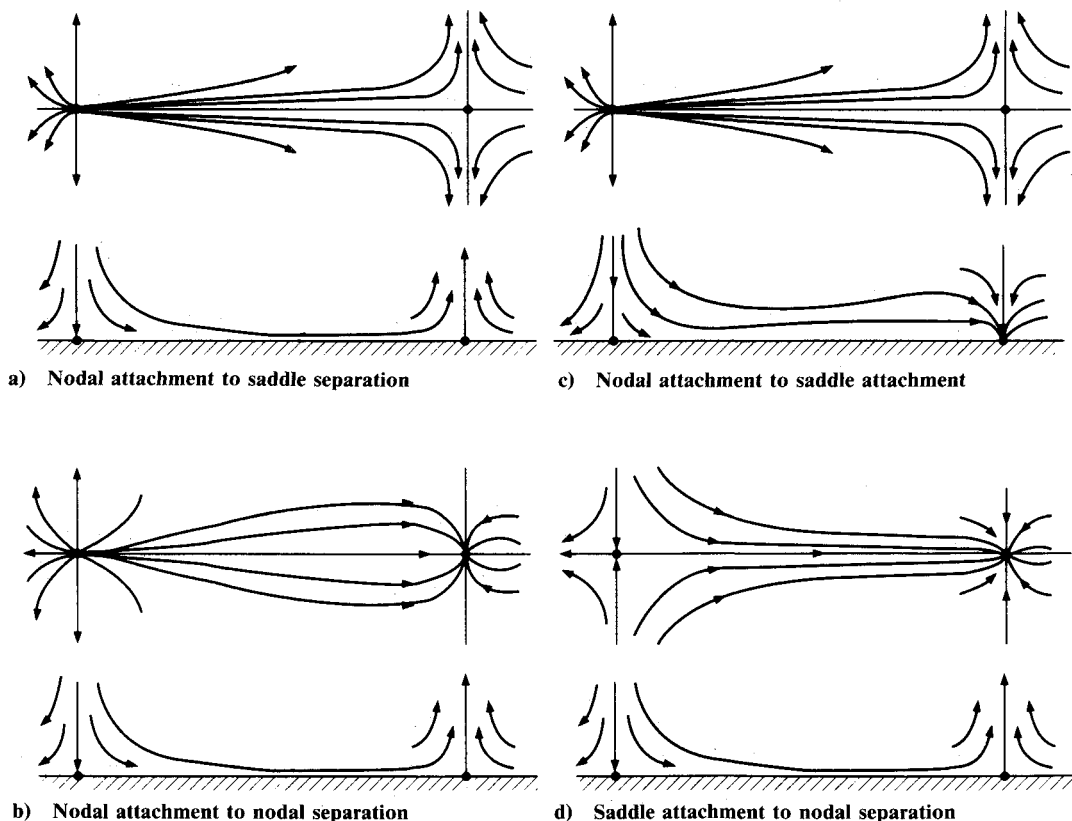 a) Nodal attachment to saddle separation
c) Nodal attachment to saddle attachment
b) Nodal attachment to nodal separation
d) Saddle attachment to nodal separation